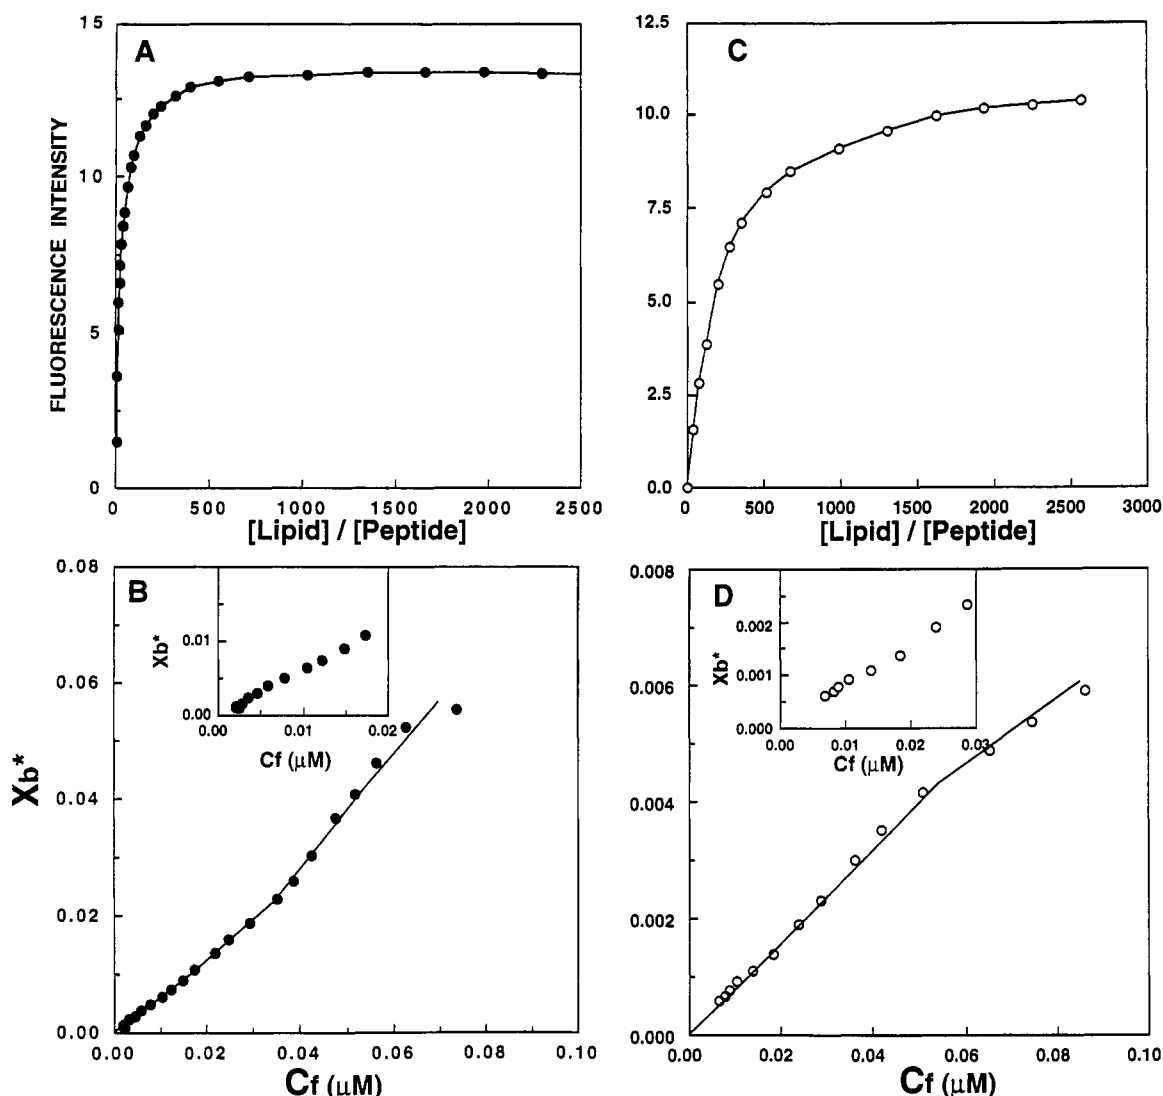 A
FLUORESCENCE INTENSITY
15
10
5
0
0 500 1000 1500 2000 2500
[Lipid] / [Peptide]
C
12.5
10.0
7.5
5.0
2.5
0.0
0 500 1000 1500 2000 2500 3000
[Lipid] / [Peptide]
B
Xb*
0.08
0.06
0.04
0.02
0.00
0.00 0.02 0.04 0.06 0.08 0.10
Cf (μM)
Xb*
0.01
0.00
0.00 0.01 0.02
Cf (μM)
D
0.008
0.006
0.004
0.002
0.000
0.00 0.02 0.04 0.06 0.08 0.10
Cf (μM)
Xb*
0.002
0.001
0.000
0.00 0.01 0.02 0.03
Cf (μM)